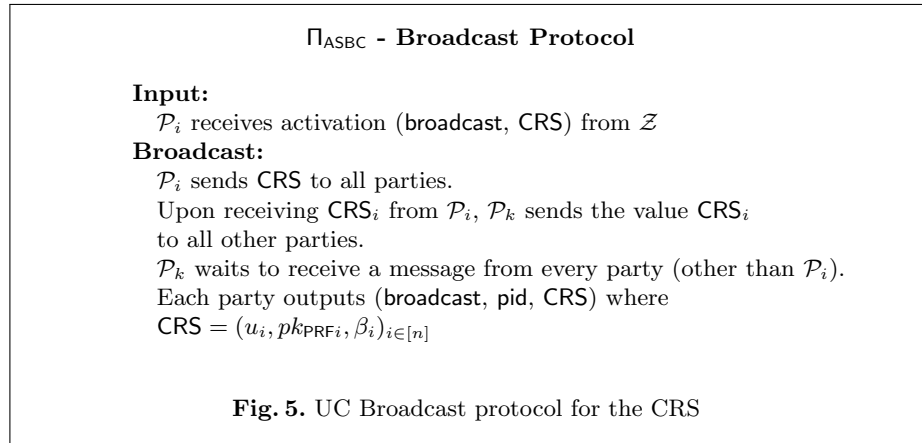 Π_ASBC - Broadcast Protocol
Input:
𝒫_i receives activation (broadcast, CRS) from 𝒵
Broadcast:
𝒫_i sends CRS to all parties.
Upon receiving CRS_i from 𝒫_i, 𝒫_k sends the value CRS_i
to all other parties.
𝒫_k waits to receive a message from every party (other than 𝒫_i).
Each party outputs (broadcast, pid, CRS) where
CRS = (u_i, pk_PRFi, β_i)_{i∈[n]}
Fig. 5. UC Broadcast protocol for the CRS